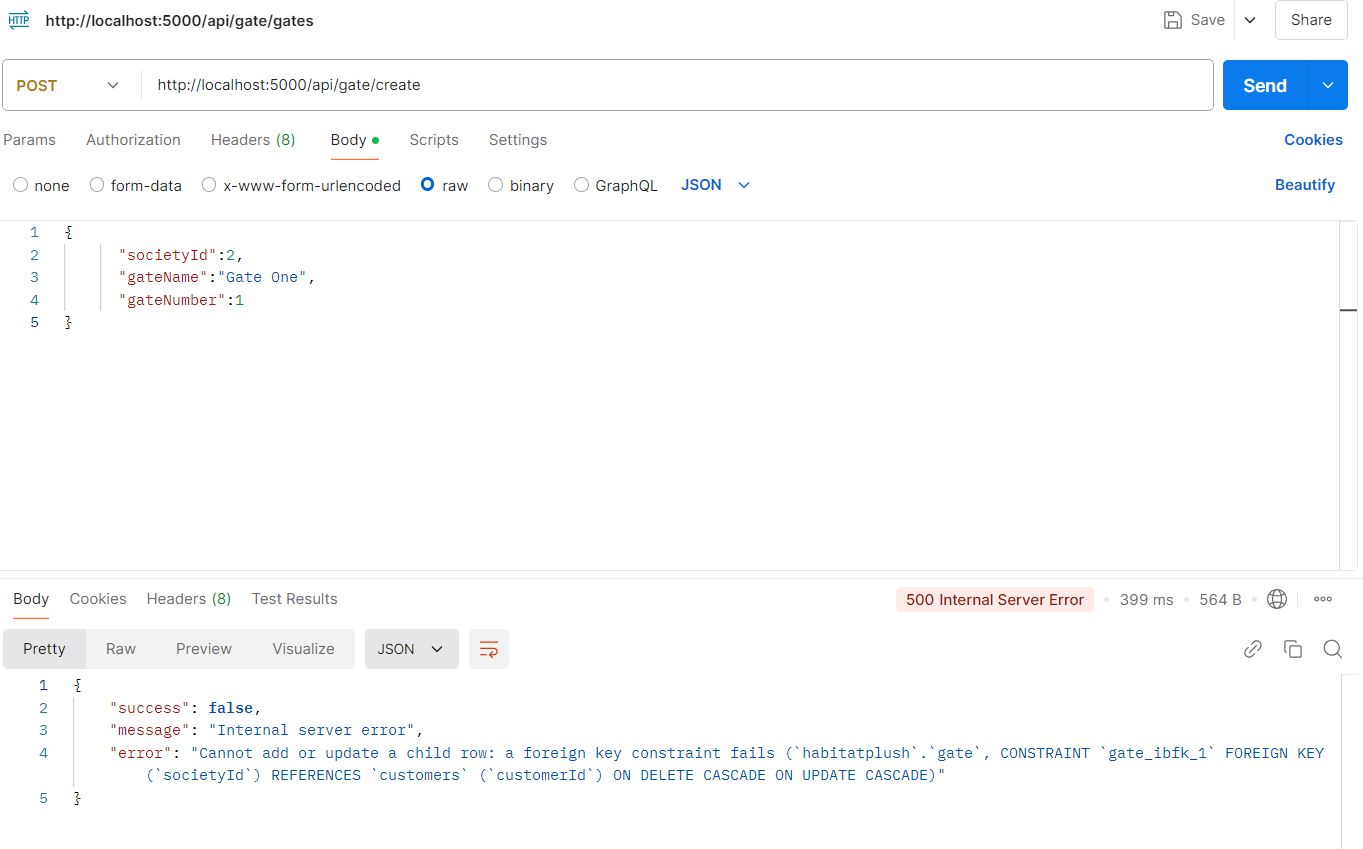 HTTP http://localhost:5000/api/gate/gates Save Share
POST http://localhost:5000/api/gate/create Send
Params Authorization Headers (8) Body Scripts Settings Cookies
none form-data x-www-form-urlencoded raw binary GraphQL JSON Beautify
1 {
2 "societyId":2,
3 "gateName":"Gate One",
4 "gateNumber":1
5 }
Body Cookies Headers (8) Test Results 500 Internal Server Error 399 ms 564 B
Pretty Raw Preview Visualize JSON
1 {
2 "success": false,
3 "message": "Internal server error",
4 "error": "Cannot add or update a child row: a foreign key constraint fails (`habitatplush`.`gate`, CONSTRAINT `gate_ibfk_1` FOREIGN KEY
(`societyId`) REFERENCES `customers` (`customerId`) ON DELETE CASCADE ON UPDATE CASCADE)"
5 }